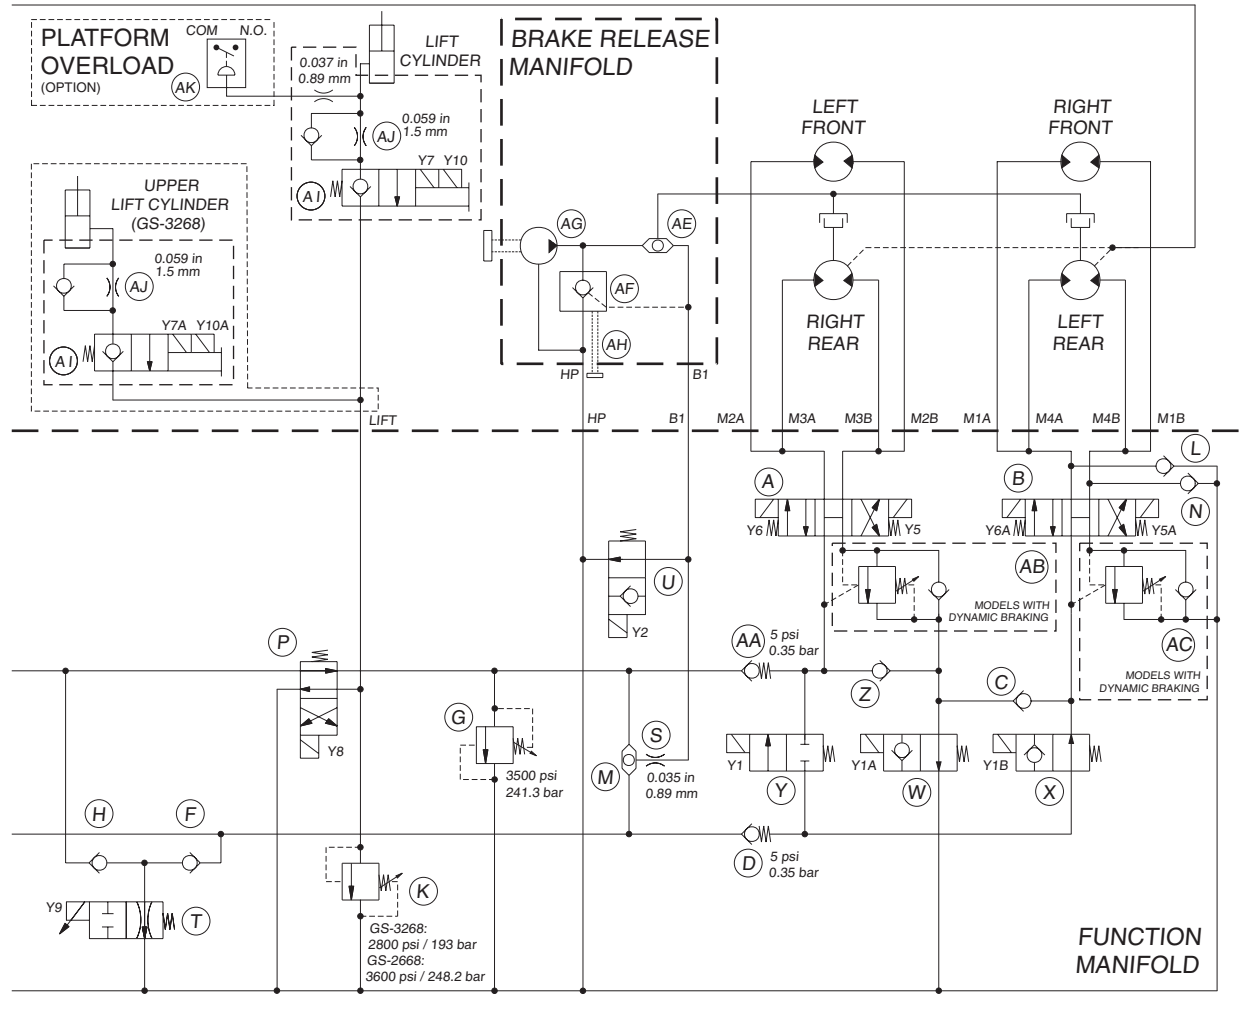 PLATFORM
OVERLOAD
(OPTION)
COM N.O.
AK
0.037 in
0.89 mm
LIFT
CYLINDER
AJ
0.059 in
1.5 mm
Y7 Y10
AI
UPPER
LIFT CYLINDER
(GS-3268)
0.059 in
1.5 mm
AJ
Y7A Y10A
AI
LIFT
BRAKE RELEASE
MANIFOLD
AG
AE
AF
AH
HP
B1
LEFT
FRONT
RIGHT
FRONT
RIGHT
REAR
LEFT
REAR
HP
B1
M2A
M3A
M3B
M2B
M1A
M4A
M4B
M1B
L
A
B
N
Y6
Y5
Y6A
Y5A
AB
MODELS WITH
DYNAMIC BRAKING
AC
MODELS WITH
DYNAMIC BRAKING
U
Y2
P
Y8
AA
5 psi
0.35 bar
Z
C
G
3500 psi
241.3 bar
S
M
0.035 in
0.89 mm
Y1
Y
Y1A
W
Y1B
X
H
F
D
5 psi
0.35 bar
K
Y9
T
GS-3268:
2800 psi / 193 bar
GS-2668:
3600 psi / 248.2 bar
FUNCTION
MANIFOLD